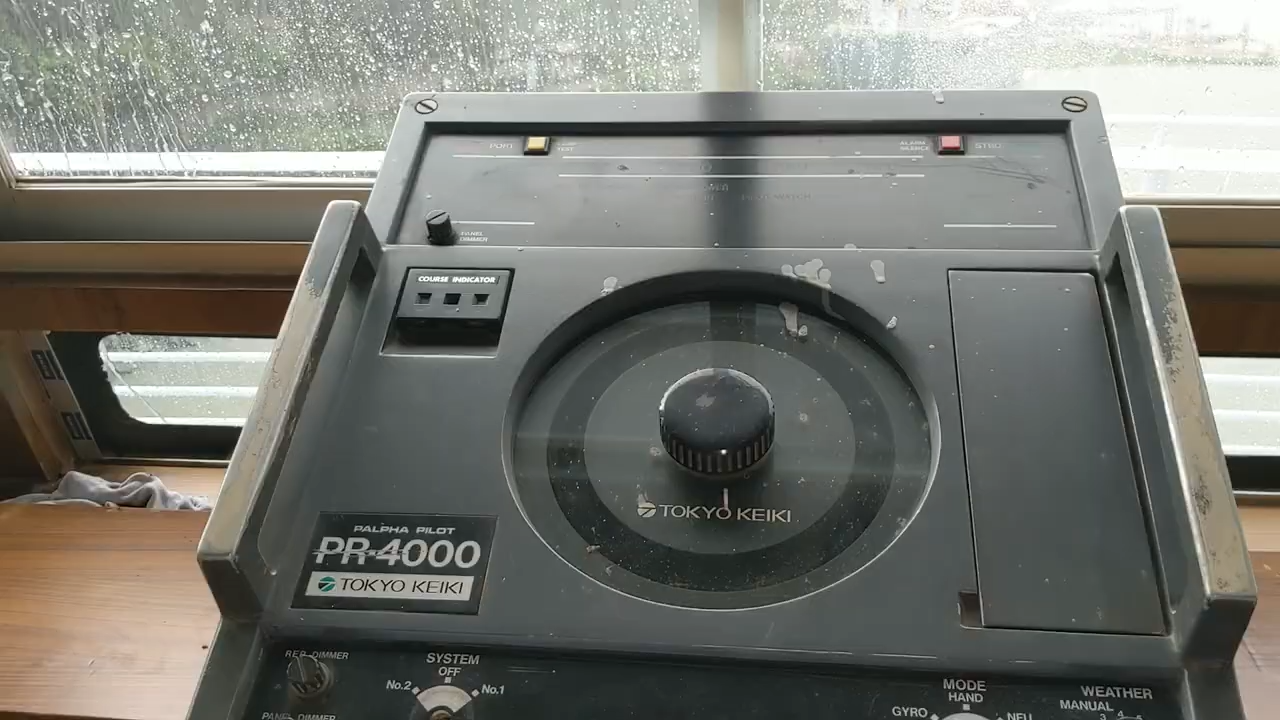 PORT
TEST
ALARM
SILENCE
PANEL
DIMMER
COURSE INDICATOR
TOKYO KEIKI
PALPHA PILOT
PR-4000
TOKYO KEIKI
REP DIMMER
SYSTEM
OFF
No.2
No.1
PANEL DIMMER
MODE
HAND
GYRO
WEATHER
MANUAL